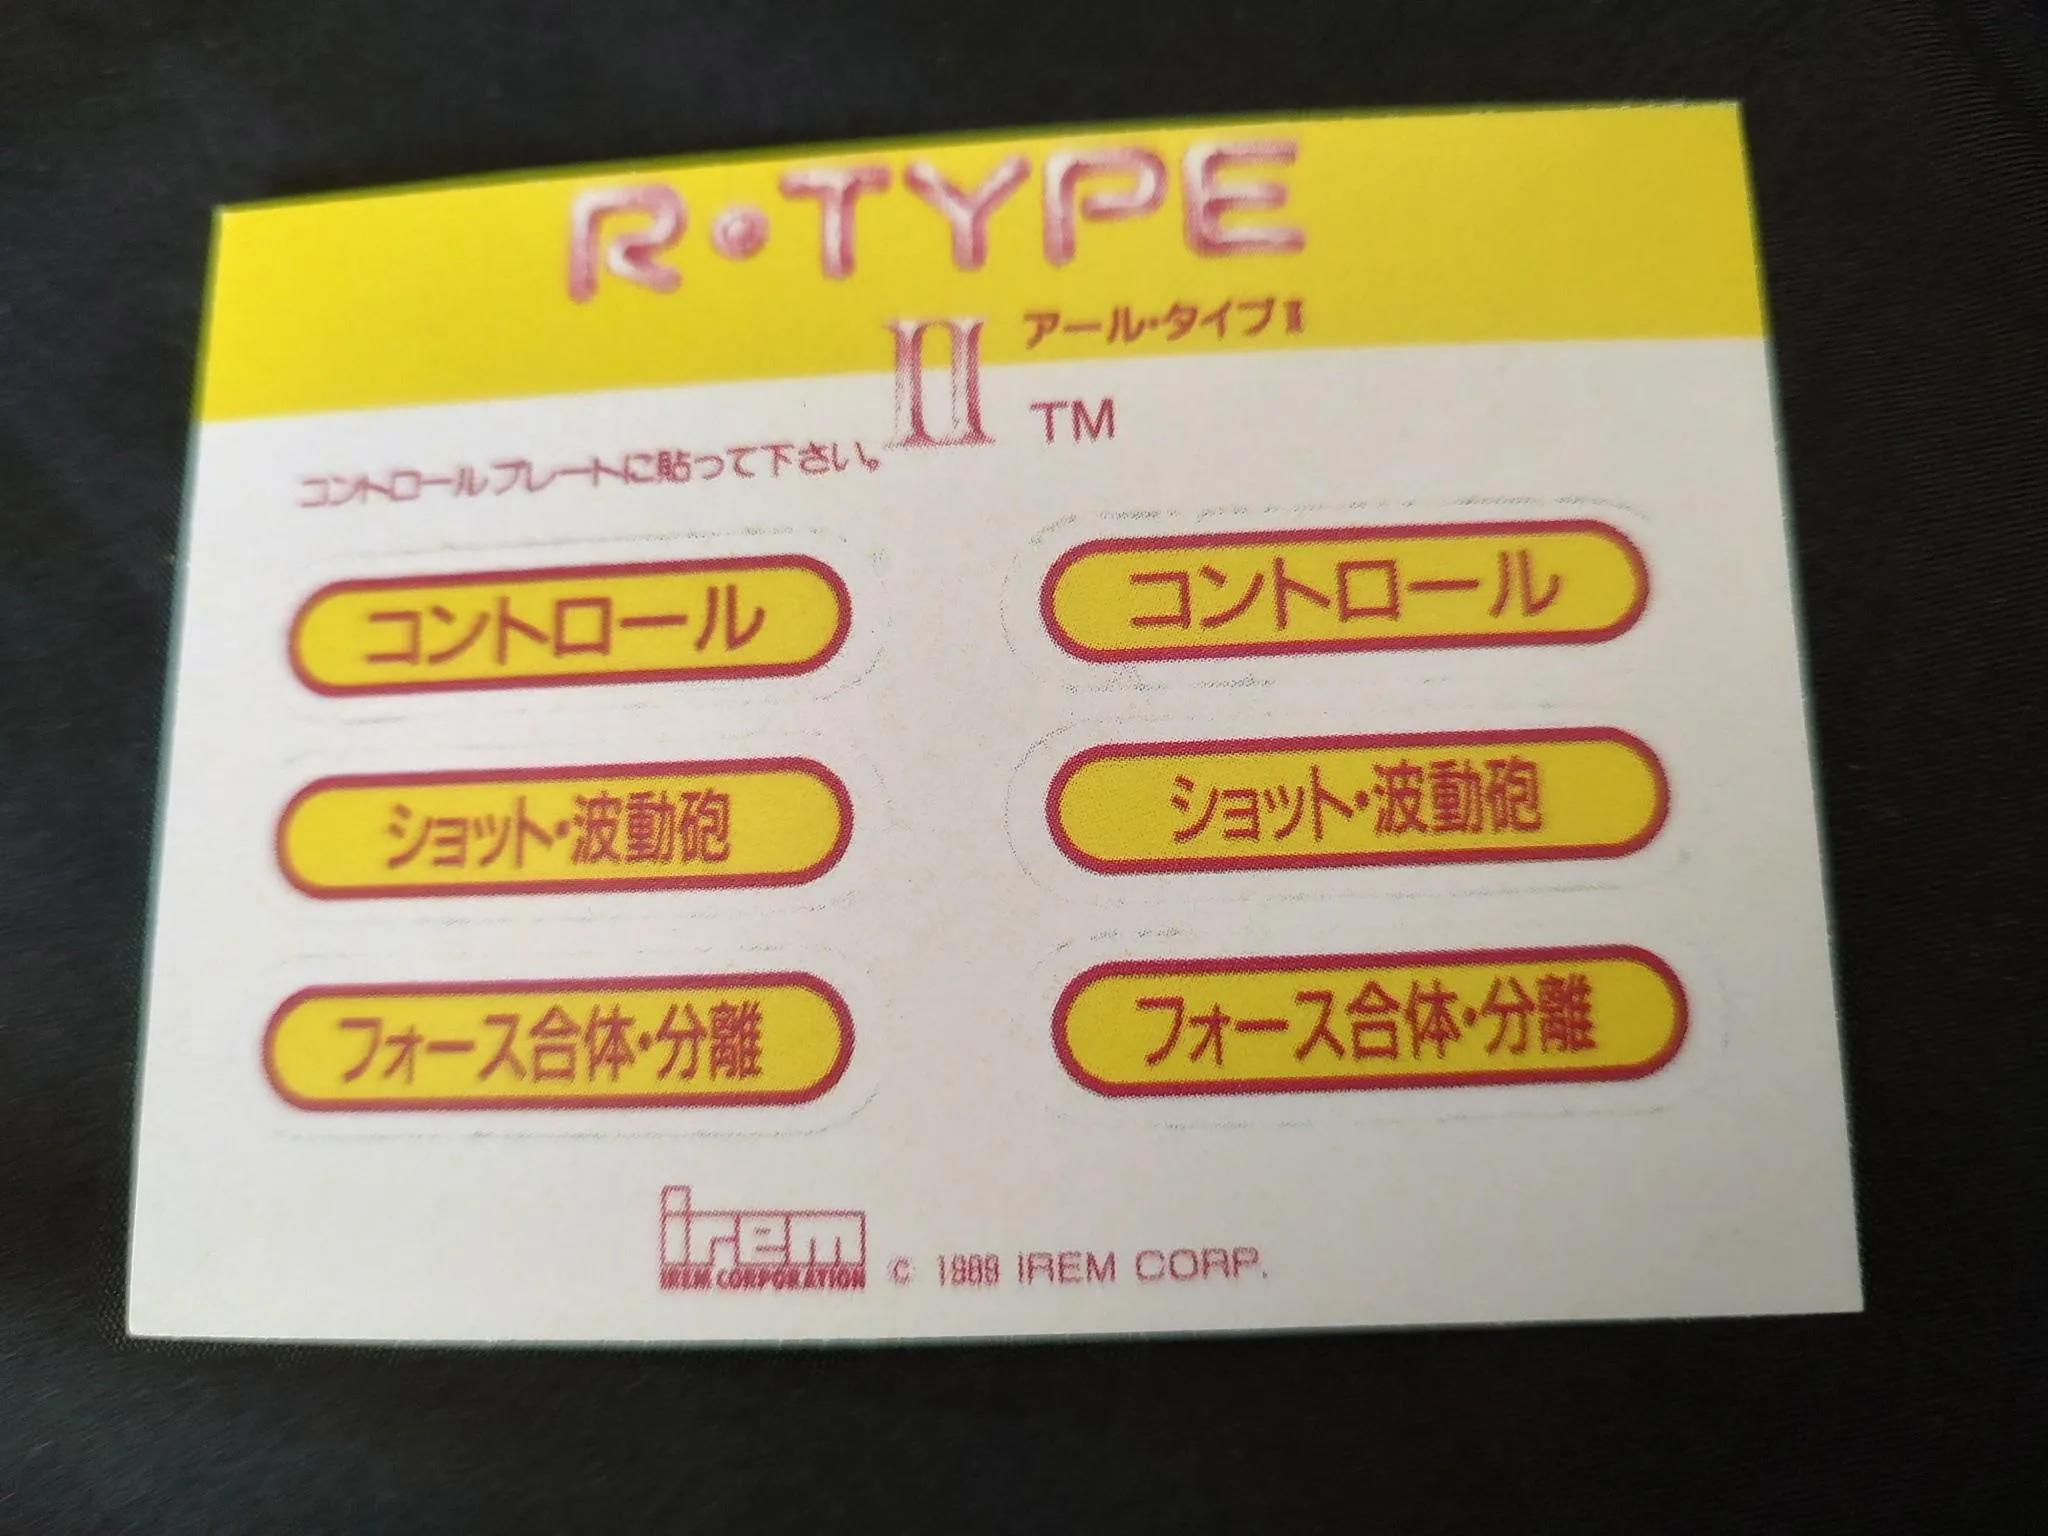 R・TYPE
II アール・タイプII
TM
コントロールプレートに貼って下さい。
コントロール コントロール
ショット・波動砲 ショット・波動砲
フォース合体・分離 フォース合体・分離
irem
IREM CORPORATION © 1989 IREM CORP.